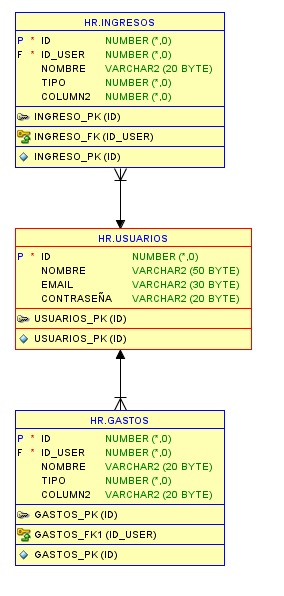 HR.INGRESOS
P * ID NUMBER (*,0)
F * ID_USER NUMBER (*,0)
NOMBRE VARCHAR2 (20 BYTE)
TIPO NUMBER (*,0)
COLUMN2 NUMBER (*,0)
INGRESO_PK (ID)
INGRESO_FK (ID_USER)
INGRESO_PK (ID)
HR.USUARIOS
P * ID NUMBER (*,0)
NOMBRE VARCHAR2 (50 BYTE)
EMAIL VARCHAR2 (30 BYTE)
CONTRASEÑA VARCHAR2 (20 BYTE)
USUARIOS_PK (ID)
USUARIOS_PK (ID)
HR.GASTOS
P * ID NUMBER (*,0)
F * ID_USER NUMBER (*,0)
NOMBRE VARCHAR2 (20 BYTE)
TIPO NUMBER (*,0)
COLUMN2 VARCHAR2 (20 BYTE)
GASTOS_PK (ID)
GASTOS_FK1 (ID_USER)
GASTOS_PK (ID)